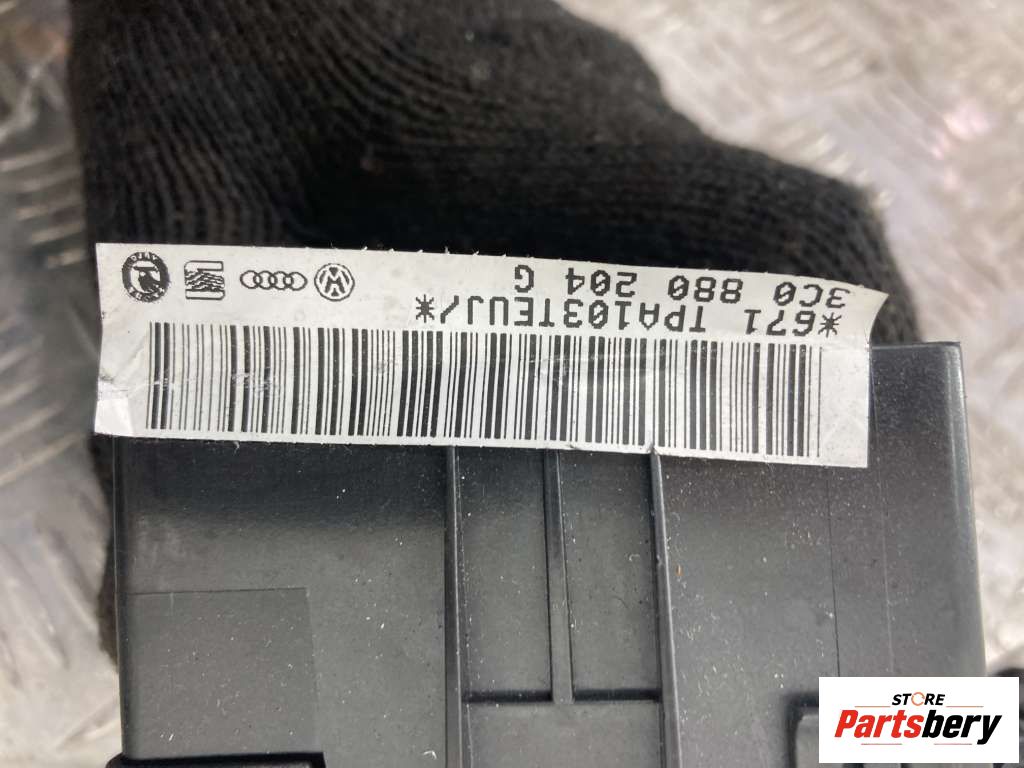 3C0 880 204 G
*671 TPA103TEUJ/*
STORE
Partsbery